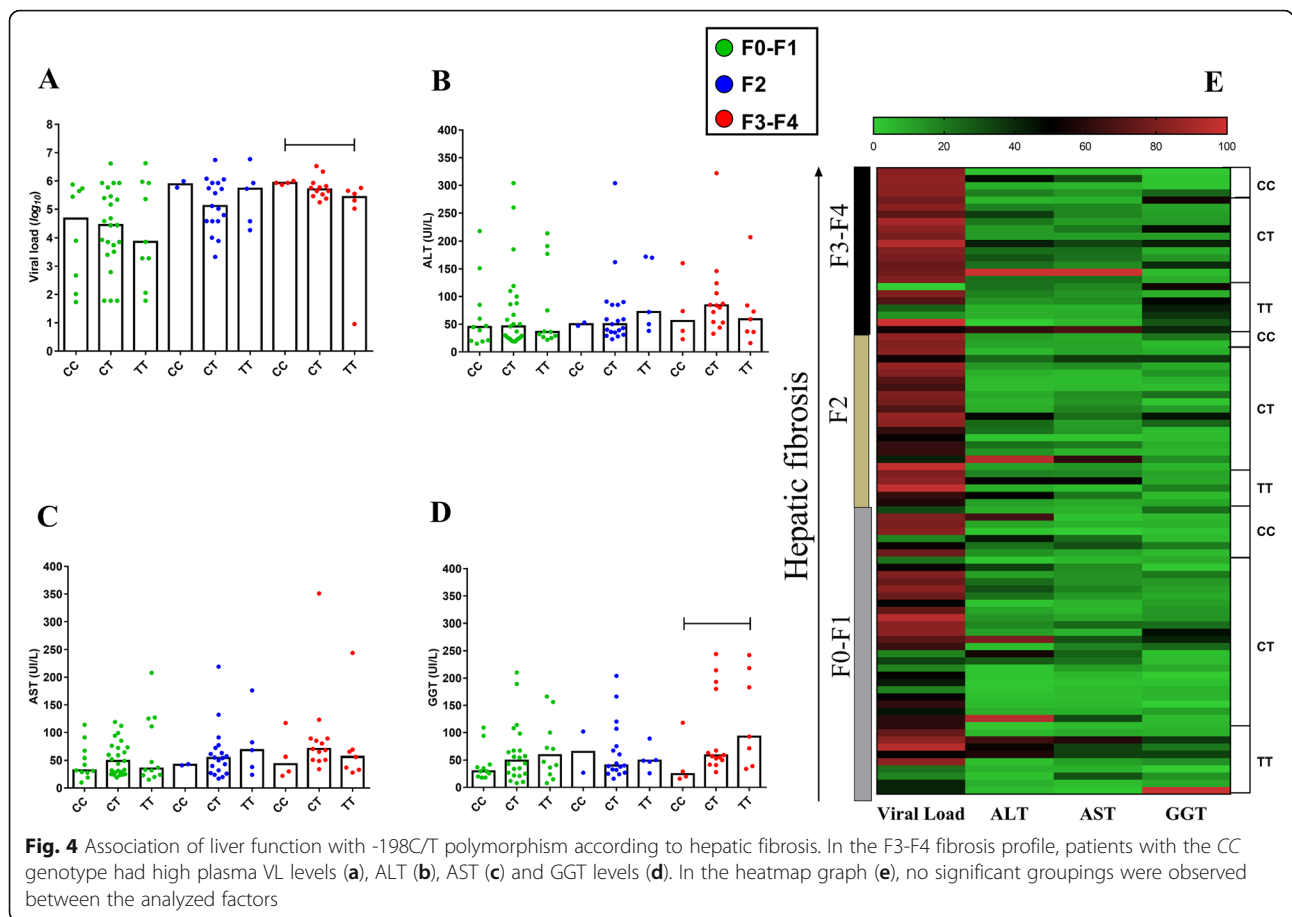 F0-F1
F2
F3-F4
A
Viral load (log10)
8
7
6
5
4
3
2
1
0
CC
CT
TT
CC
CT
TT
CC
CT
TT
B
ALT (UI/L)
400
350
300
250
200
150
100
50
0
CC
CT
TT
CC
CT
TT
CC
CT
TT
C
AST (UI/L)
400
350
300
250
200
150
100
50
0
CC
CT
TT
CC
CT
TT
CC
CT
TT
D
GGT (UI/L)
400
350
300
250
200
150
100
50
0
CC
CT
TT
CC
CT
TT
CC
CT
TT
E
0
20
40
60
80
100
Hepatic fibrosis
F3-F4
F2
F0-F1
CC
CT
TT
CC
CT
TT
CC
CT
TT
Viral Load
ALT
AST
GGT
Fig. 4 Association of liver function with -198C/T polymorphism according to hepatic fibrosis. In the F3-F4 fibrosis profile, patients with the CC
genotype had high plasma VL levels (a), ALT (b), AST (c) and GGT levels (d). In the heatmap graph (e), no significant groupings were observed
between the analyzed factors